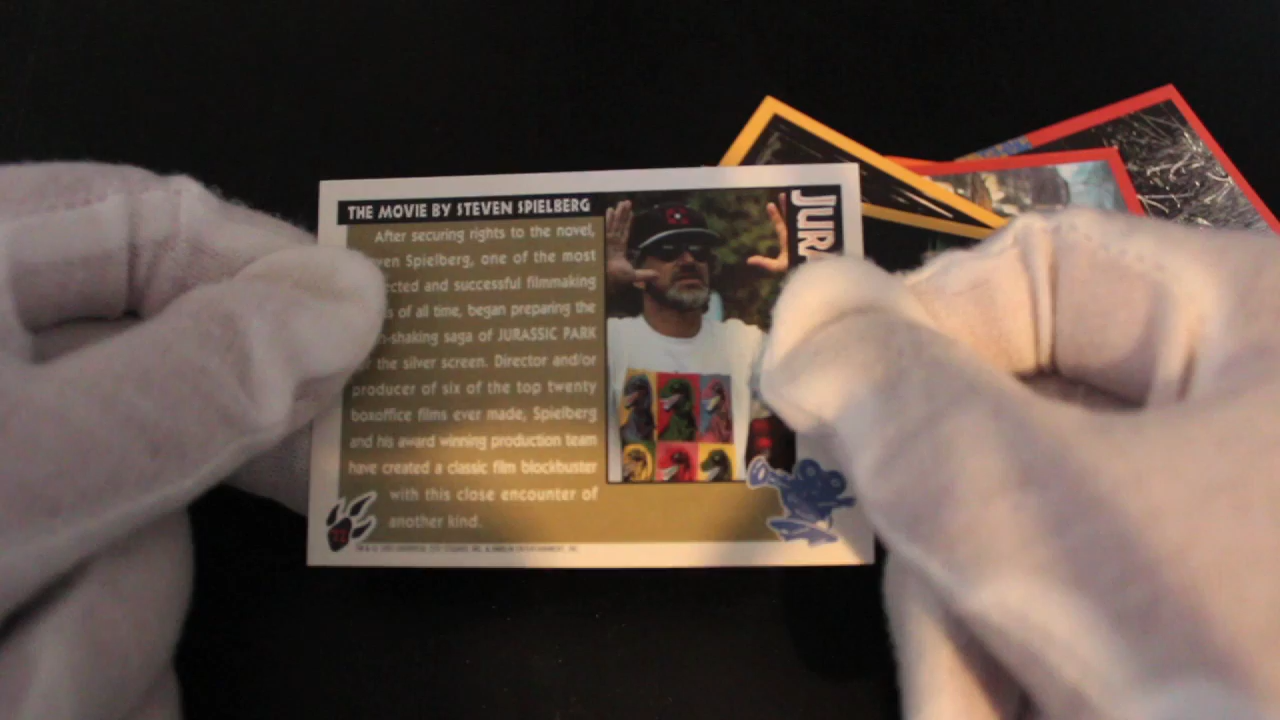 THE MOVIE BY STEVEN SPIELBERG
After securing rights to the novel,
ven Spielberg, one of the most
cted and successful filmmaking
s of all time, began preparing the
-shaking saga of JURASSIC PARK
the silver screen. Director and/or
producer of six of the top twenty
boxoffice films ever made, Spielberg
and his award winning production team
have created a classic film blockbuster
with this close encounter of
another kind.
JUR